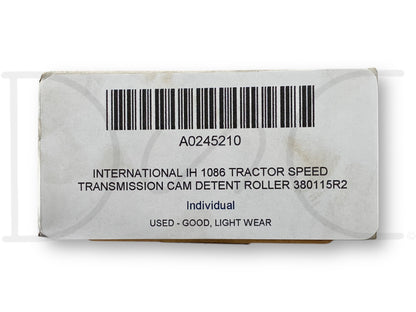 A0245210
INTERNATIONAL IH 1086 TRACTOR SPEED
TRANSMISSION CAM DETENT ROLLER 380115R2
Individual
USED - GOOD, LIGHT WEAR